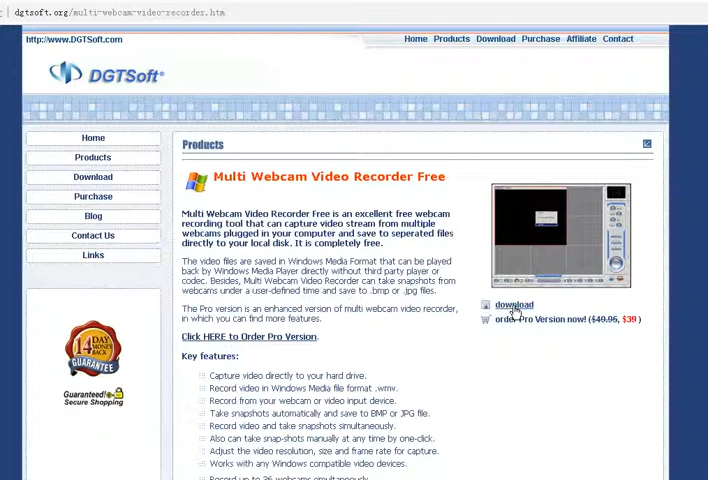 dgtsoft.org/multi-webcam-video-recorder.htm
http://www.DGTSoft.com
Home Products Download Purchase Affiliate Contact
DGTSoft®
Home
Products
Download
Purchase
Blog
Contact Us
Links
14 DAY
MONEY BACK
GUARANTEE
Guaranteed!
Secure Shopping
Products
Multi Webcam Video Recorder Free
Multi Webcam Video Recorder Free is an excellent free webcam
recording tool that can capture video stream from multiple
webcams plugged in your computer and save to seperated files
directly to your local disk. It is completely free.
The video files are saved in Windows Media Format that can be played
back by Windows Media Player directly without third party player or
codec. Besides, Multi Webcam Video Recorder can take snapshots from
webcams under a user-defined time and save to .bmp or .jpg files.
The Pro version is an enhanced version of multi webcam video recorder,
in which you can find more features.
Click HERE to Order Pro Version.
Key features:
Capture video directly to your hard drive.
Record video in Windows Media file format .wmv.
Record from your webcam or video input device.
Take snapshots automatically and save to BMP or JPG file.
Record video and take snapshots simultaneously.
Also can take snap-shots manually at any time by one-click.
Adjust the video resolution, size and frame rate for capture.
Works with any Windows compatible video devices.
Record up to 36 webcams simultaneously.
download
order Pro Version now! ($49.95, $39 )